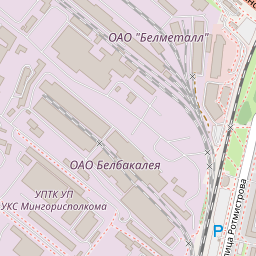 ОАО "Белметалл"
ОАО Белбакалея
УПТК УП
УКС Мингорисполкома
P
улица Ротмистрова